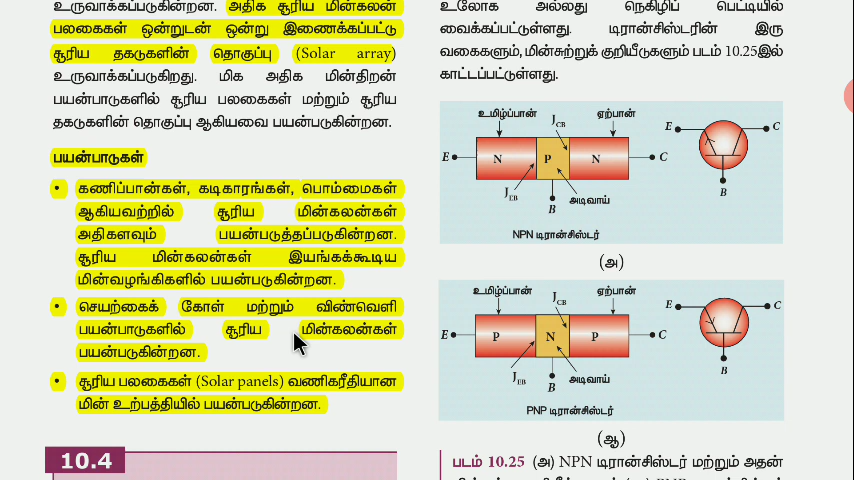 உருவாக்கப்படுகின்றன. அதிக சூரிய மின்கலன்
பலகைகள் ஒன்றுடன் ஒன்று இணைக்கப்பட்டு
சூரிய தகடுகளின் தொகுப்பு (Solar array)
உருவாக்கப்படுகிறது. மிக அதிக மின்திறன்
பயன்பாடுகளில் சூரிய பலகைகள் மற்றும் சூரிய
தகடுகளின் தொகுப்பு ஆகியவை பயன்படுகின்றன.
பயன்பாடுகள்
• கணிப்பான்கள், கடிகாரங்கள், பொம்மைகள்
ஆகியவற்றில் சூரிய மின்கலன்கள்
அதிகளவும் பயன்படுத்தப்படுகின்றன.
சூரிய மின்கலன்கள் இயங்கக்கூடிய
மின்வழங்கிகளில் பயன்படுகின்றன.
• செயற்கைக் கோள் மற்றும் விண்வெளி
பயன்பாடுகளில் சூரிய மின்கலன்கள்
பயன்படுகின்றன.
• சூரிய பலகைகள் (Solar panels) வணிகரீதியான
மின் உற்பத்தியில் பயன்படுகின்றன.
10.4
உலோக அல்லது நெகிழிப் பெட்டியில்
வைக்கப்படுகின்றன. டிரான்சிஸ்டரின் இரு
வகைகளும், மின்சுற்றுக் குறியீடுகளும் படம் 10.25இல்
காட்டப்பட்டுள்ளது.
உமிழ்ப்பான் JCB ஏற்பான்
E N P N C
JEB B அடிவாய்
E C
B
NPN டிரான்சிஸ்டர்
(அ)
உமிழ்ப்பான் JCB ஏற்பான்
E P N P C
JEB B அடிவாய்
E C
B
PNP டிரான்சிஸ்டர்
(ஆ)
படம் 10.25 (அ) NPN டிரான்சிஸ்டர் மற்றும் அதன்